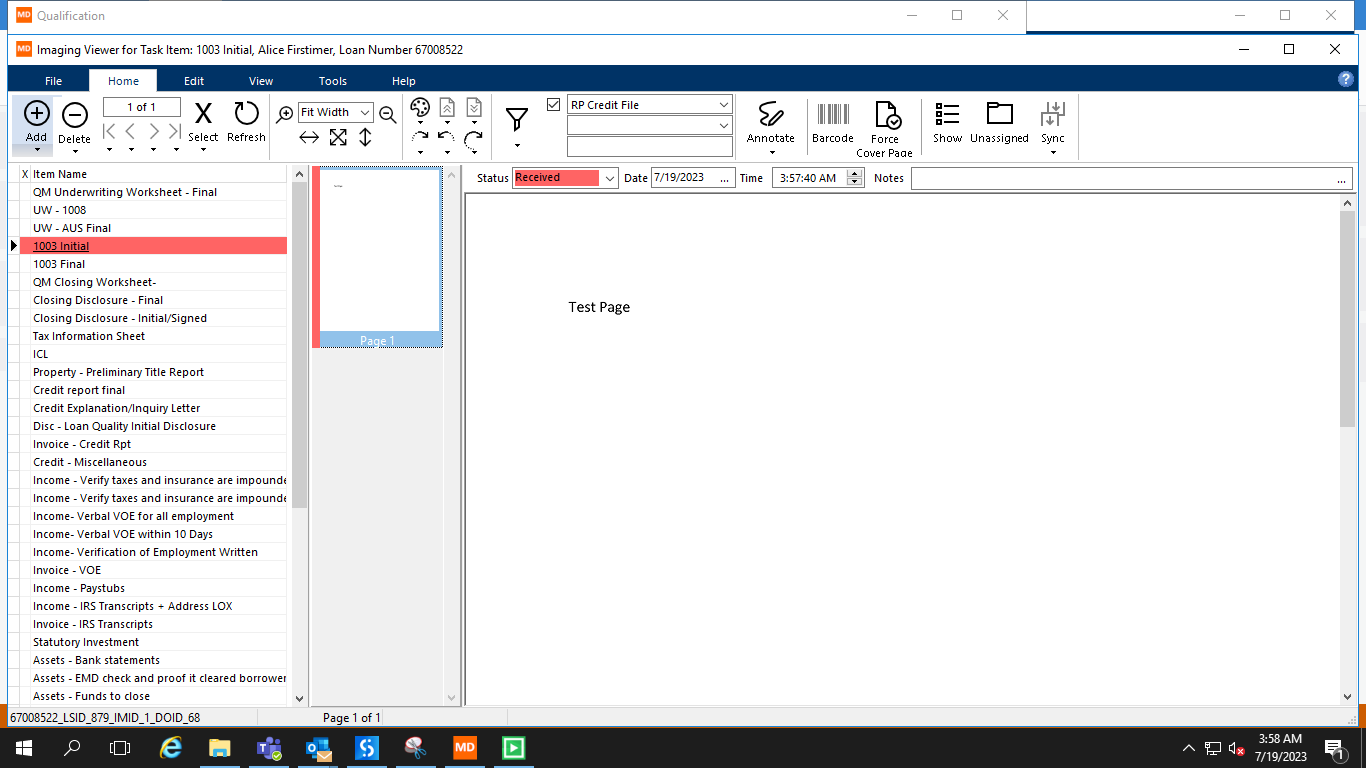 MD Qualification
MD Imaging Viewer for Task Item: 1003 Initial, Alice Firstimer, Loan Number 67008522
File Home Edit View Tools Help ?
Add Delete 1 of 1 Select Refresh Fit Width RP Credit File Annotate Barcode Force Cover Page Show Unassigned Sync
X Item Name
QM Underwriting Worksheet - Final
UW - 1008
UW - AUS Final
1003 Initial
1003 Final
QM Closing Worksheet-
Closing Disclosure - Final
Closing Disclosure - Initial/Signed
Tax Information Sheet
ICL
Property - Preliminary Title Report
Credit report final
Credit Explanation/Inquiry Letter
Disc - Loan Quality Initial Disclosure
Invoice - Credit Rpt
Credit - Miscellaneous
Income - Verify taxes and insurance are impounde
Income - Verify taxes and insurance are impounde
Income- Verbal VOE for all employment
Income- Verbal VOE within 10 Days
Income- Verification of Employment Written
Invoice - VOE
Income - Paystubs
Income - IRS Transcripts + Address LOX
Invoice - IRS Transcripts
Statutory Investment
Assets - Bank statements
Assets - EMD check and proof it cleared borrower
Assets - Funds to close
Page 1
Status Received Date 7/19/2023 ... Time 3:57:40 AM Notes ...
Test Page
67008522_LSID_879_IMID_1_DOID_68 Page 1 of 1
MD
3:58 AM
7/19/2023
1